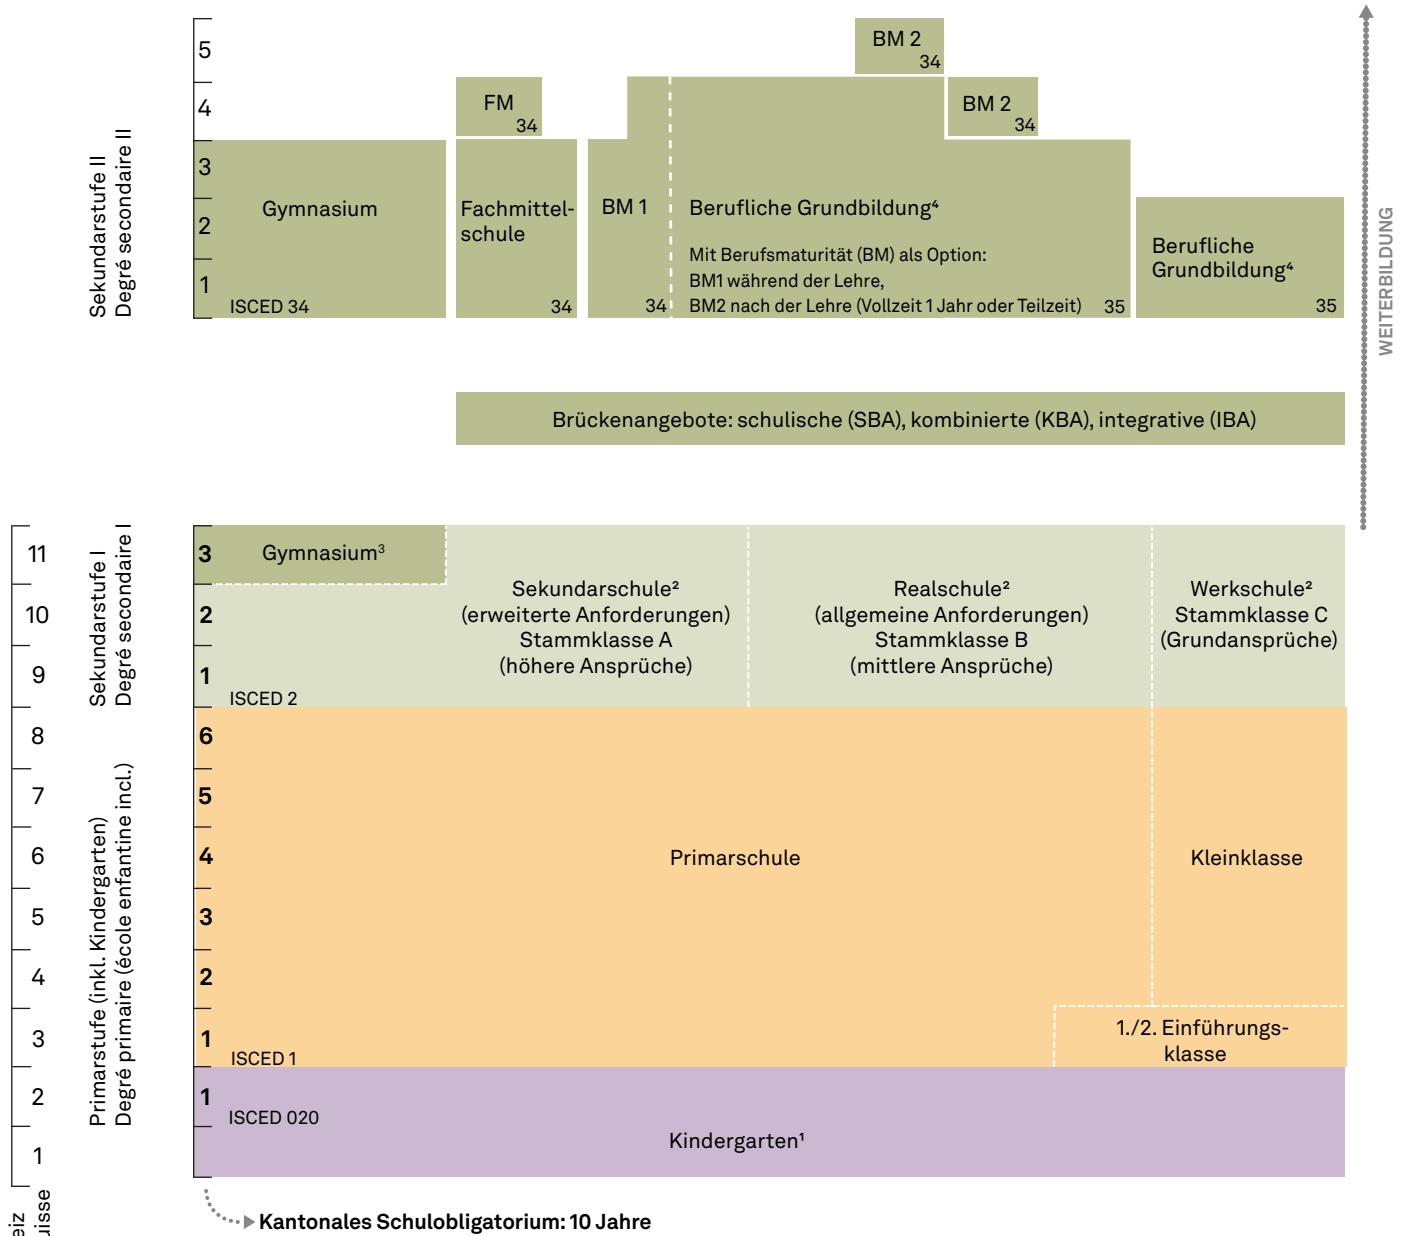 5
4
3
2
1
Sekundarstufe II
Degré secondaire II
BM 2
34
FM
34
BM 2
34
Gymnasium
ISCED 34
Fachmittel-
schule
34
BM 1
34
Berufliche Grundbildung⁴
Mit Berufsmaturität (BM) als Option:
BM1 während der Lehre,
BM2 nach der Lehre (Vollzeit 1 Jahr oder Teilzeit)
35
Berufliche
Grundbildung⁴
35
WEITERBILDUNG
Brückenangebote: schulische (SBA), kombinierte (KBA), integrative (IBA)
11
10
9
8
7
6
5
4
3
2
1
Sekundarstufe I
Degré secondaire I
3
2
1
Gymnasium³
ISCED 2
Sekundarschule²
(erweiterte Anforderungen)
Stammklasse A
(höhere Ansprüche)
Realschule²
(allgemeine Anforderungen)
Stammklasse B
(mittlere Ansprüche)
Werkschule²
Stammklasse C
(Grundansprüche)
Primarstufe (inkl. Kindergarten)
Degré primaire (école enfantine incl.)
6
5
4
3
2
1
ISCED 1
Primarschule
Kleinklasse
1./2. Einführungs-
klasse
1
ISCED 020
Kindergarten¹
Kantonales Schulobligatorium: 10 Jahre